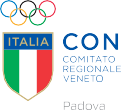 ITALIA
CON
COMITATO
REGIONALE
VENETO
Padova